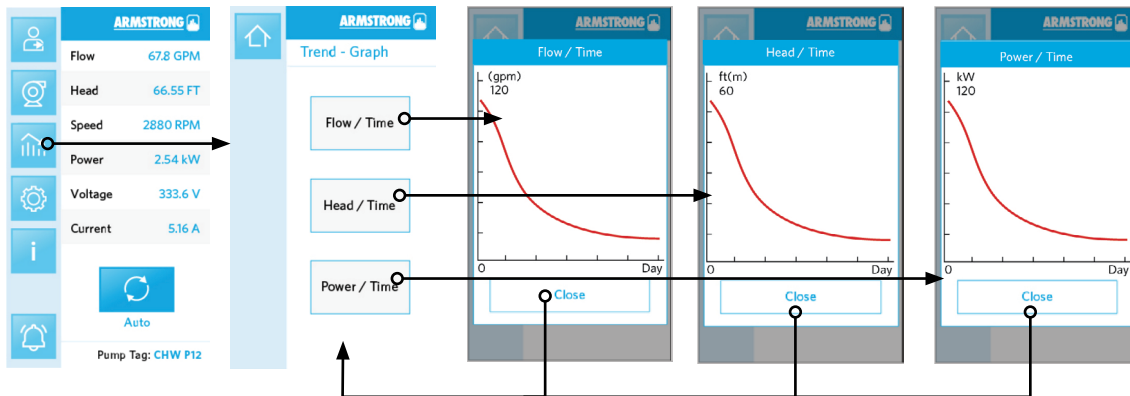 ARMSTRONG
Flow 67.8 GPM
Head 66.55 FT
Speed 2880 RPM
Power 2.54 kW
Voltage 333.6 V
Current 5.16 A
i
Auto
Pump Tag: CHW P12
ARMSTRONG
Trend - Graph
Flow / Time
Head / Time
Power / Time
ARMSTRONG
Flow / Time
(gpm)
120
0 Day
Close
ARMSTRONG
Head / Time
ft(m)
60
0 Day
Close
ARMSTRONG
Power / Time
kW
120
0 Day
Close